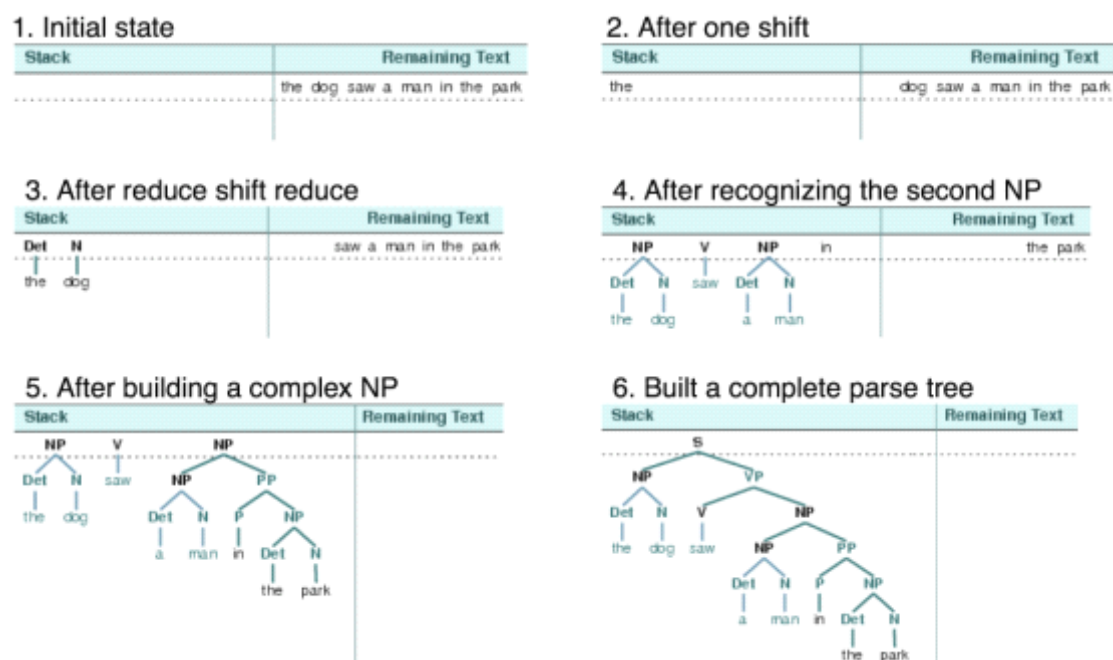 1. Initial state
Stack Remaining Text
the dog saw a man in the park
2. After one shift
Stack Remaining Text
the dog saw a man in the park
3. After reduce shift reduce
Stack Remaining Text
Det N saw a man in the park
the dog
4. After recognizing the second NP
Stack Remaining Text
NP V NP in the park
Det N saw Det N
the dog a man
5. After building a complex NP
Stack Remaining Text
NP V NP
Det N saw NP PP
the dog Det N P NP
a man in Det N
the park
6. Built a complete parse tree
Stack Remaining Text
S
NP VP
Det N V NP
the dog saw NP PP
Det N P NP
a man in Det N
the park